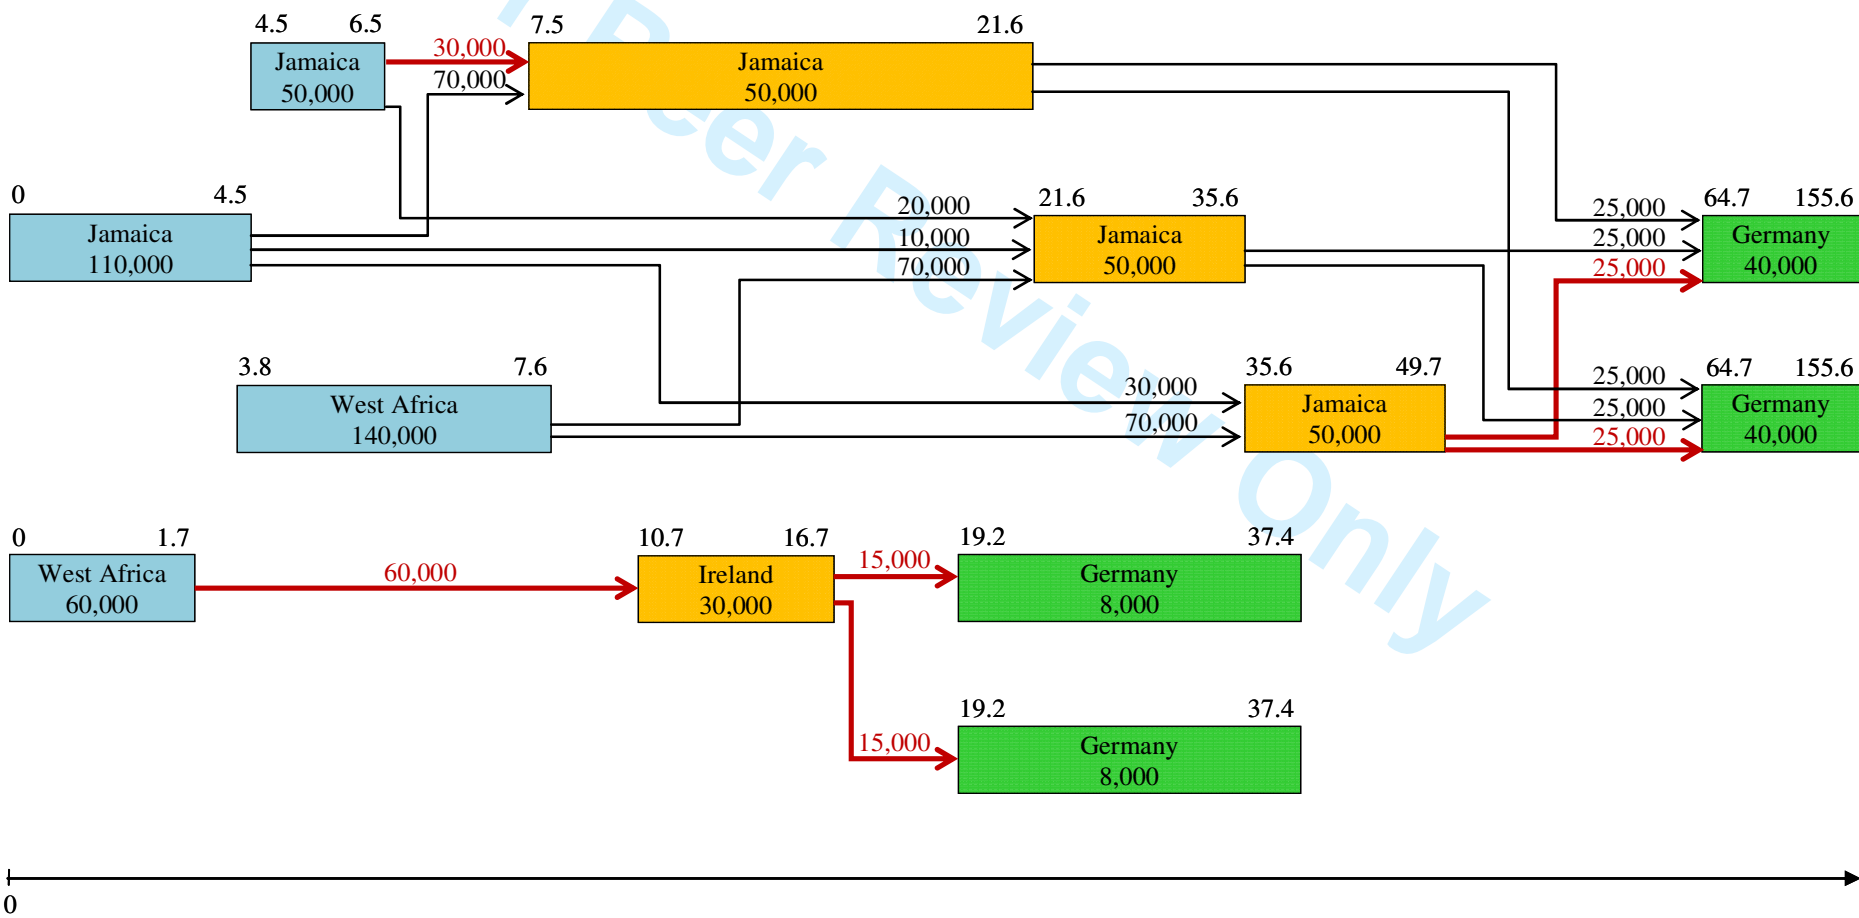 4.5 6.5 7.5 21.6
Jamaica 30,000 Jamaica
50,000 70,000 50,000
0 4.5 20,000 21.6 35.6 25,000 64.7 155.6
Jamaica 10,000 Jamaica 25,000 Germany
110,000 70,000 50,000 25,000 40,000
3.8 7.6 30,000 35.6 49.7 25,000 64.7 155.6
West Africa 70,000 Jamaica 25,000 Germany
140,000 50,000 25,000 40,000
0 1.7 10.7 16.7 19.2 37.4
West Africa 60,000 Ireland 15,000 Germany
60,000 30,000 8,000
19.2 37.4
15,000 Germany
8,000
0
Peer Review Only